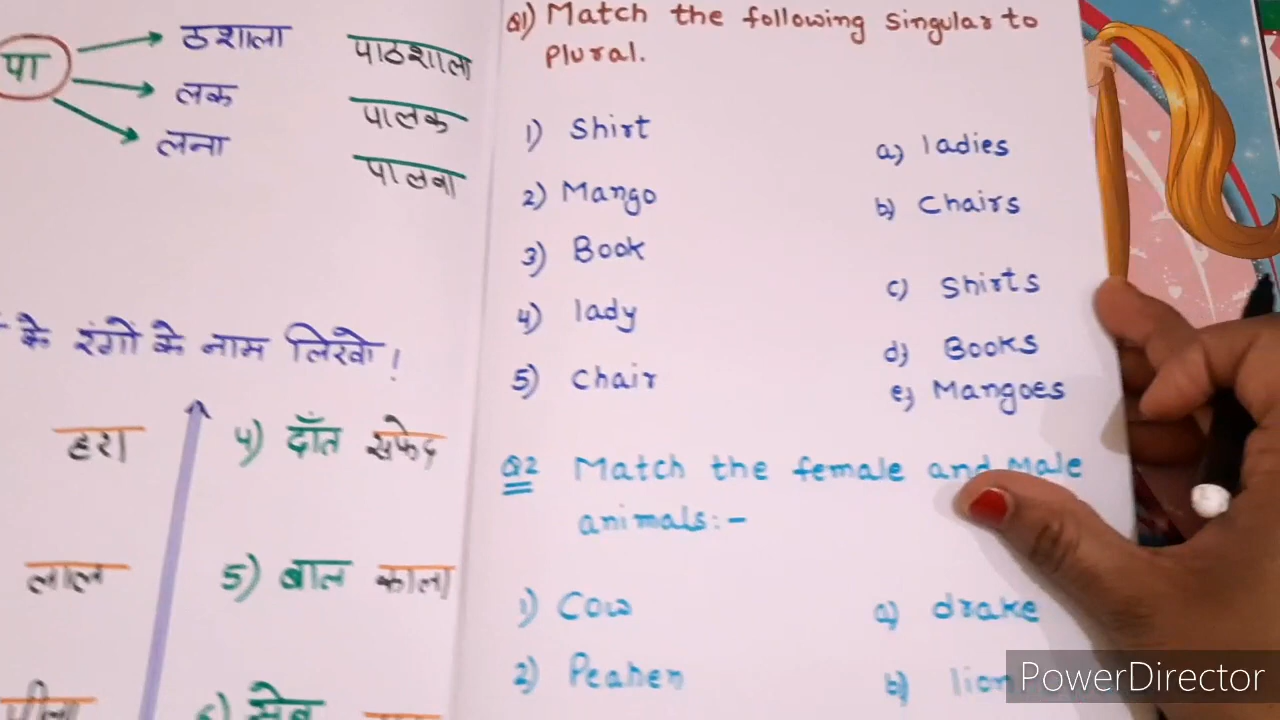 पा
ठशाला पाठशाला
लक पालक
लना पालना
के रंगों के नाम लिखो!
हरा
4) दाँत सफेद
लाल
5) बाल काला
पीला
6) सेब
Q1) Match the following singular to
plural.
1) Shirt
a) ladies
2) Mango
b) Chairs
3) Book
c) Shirts
4) lady
d) Books
5) Chair
e) Mangoes
Q2 Match the female and Male
animals:-
1) Cow
a) drake
2) Peahen
b) lion
PowerDirector